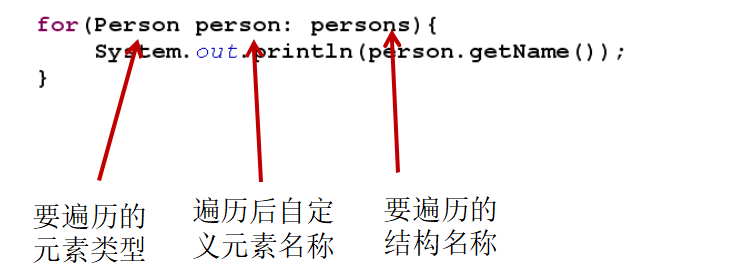 for(Person person: persons){
System.out.println(person.getName());
}
要遍历的
元素类型
遍历后自定
义元素名称
要遍历的
结构名称